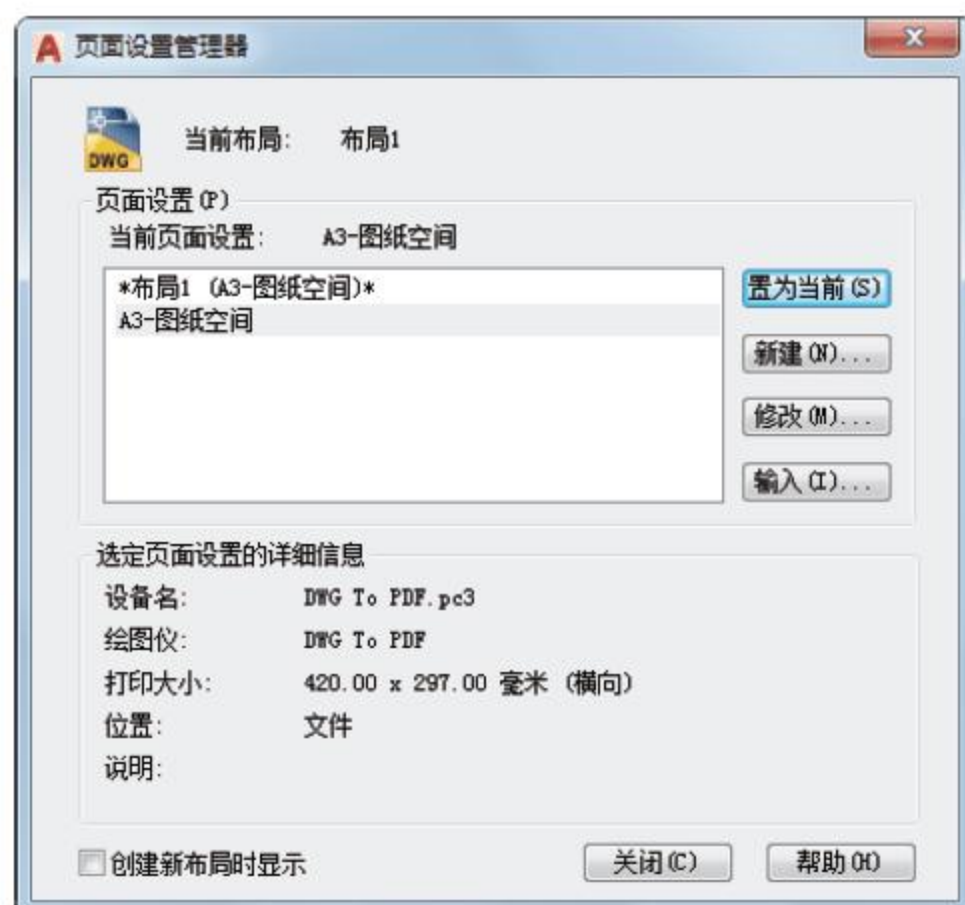 页面设置管理器
DWG
当前布局: 布局1
页面设置(P)
当前页面设置: A3-图纸空间
*布局1 (A3-图纸空间)*
A3-图纸空间
置为当前(S)
新建(N)...
修改(M)...
输入(I)...
选定页面设置的详细信息
设备名: DWG To PDF.pc3
绘图仪: DWG To PDF
打印大小: 420.00 x 297.00 毫米 (横向)
位置: 文件
说明:
创建新布局时显示
关闭(C)
帮助(H)